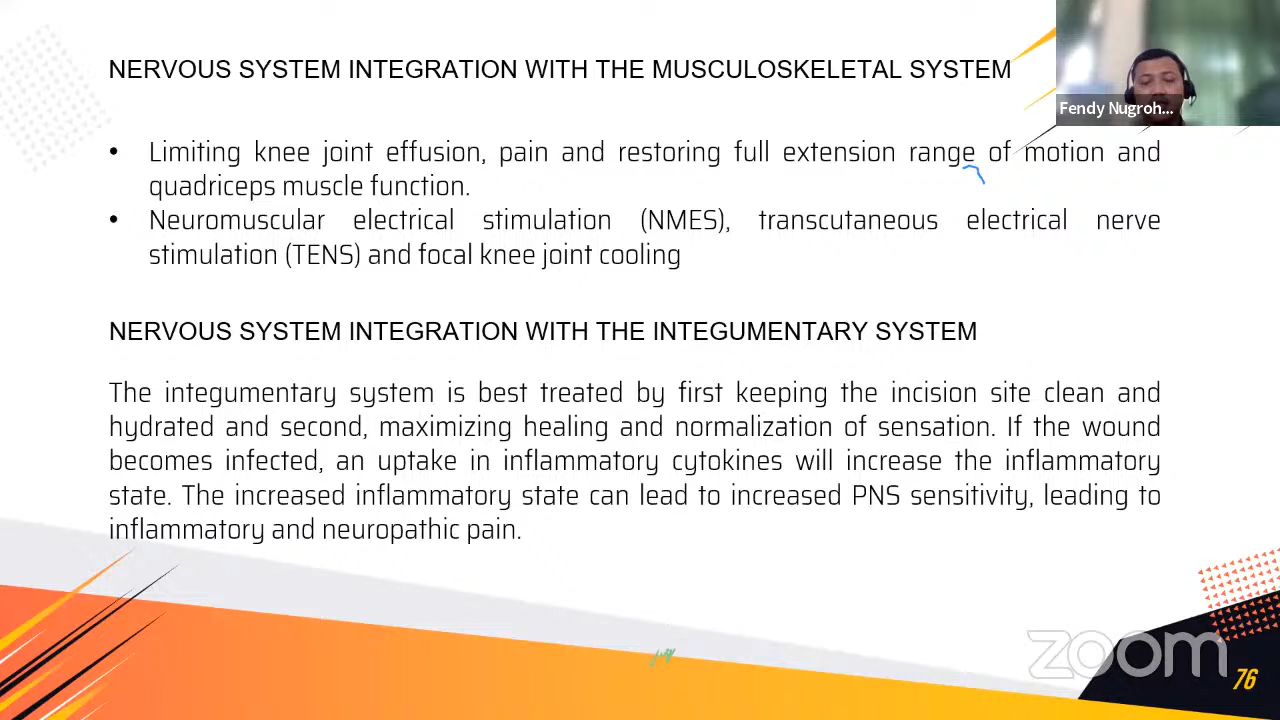 NERVOUS SYSTEM INTEGRATION WITH THE MUSCULOSKELETAL SYSTEM
Fendy Nugroh...
• Limiting knee joint effusion, pain and restoring full extension range of motion and
quadriceps muscle function.
• Neuromuscular electrical stimulation (NMES), transcutaneous electrical nerve
stimulation (TENS) and focal knee joint cooling
NERVOUS SYSTEM INTEGRATION WITH THE INTEGUMENTARY SYSTEM
The integumentary system is best treated by first keeping the incision site clean and
hydrated and second, maximizing healing and normalization of sensation. If the wound
becomes infected, an uptake in inflammatory cytokines will increase the inflammatory
state. The increased inflammatory state can lead to increased PNS sensitivity, leading to
inflammatory and neuropathic pain.
zoom
76